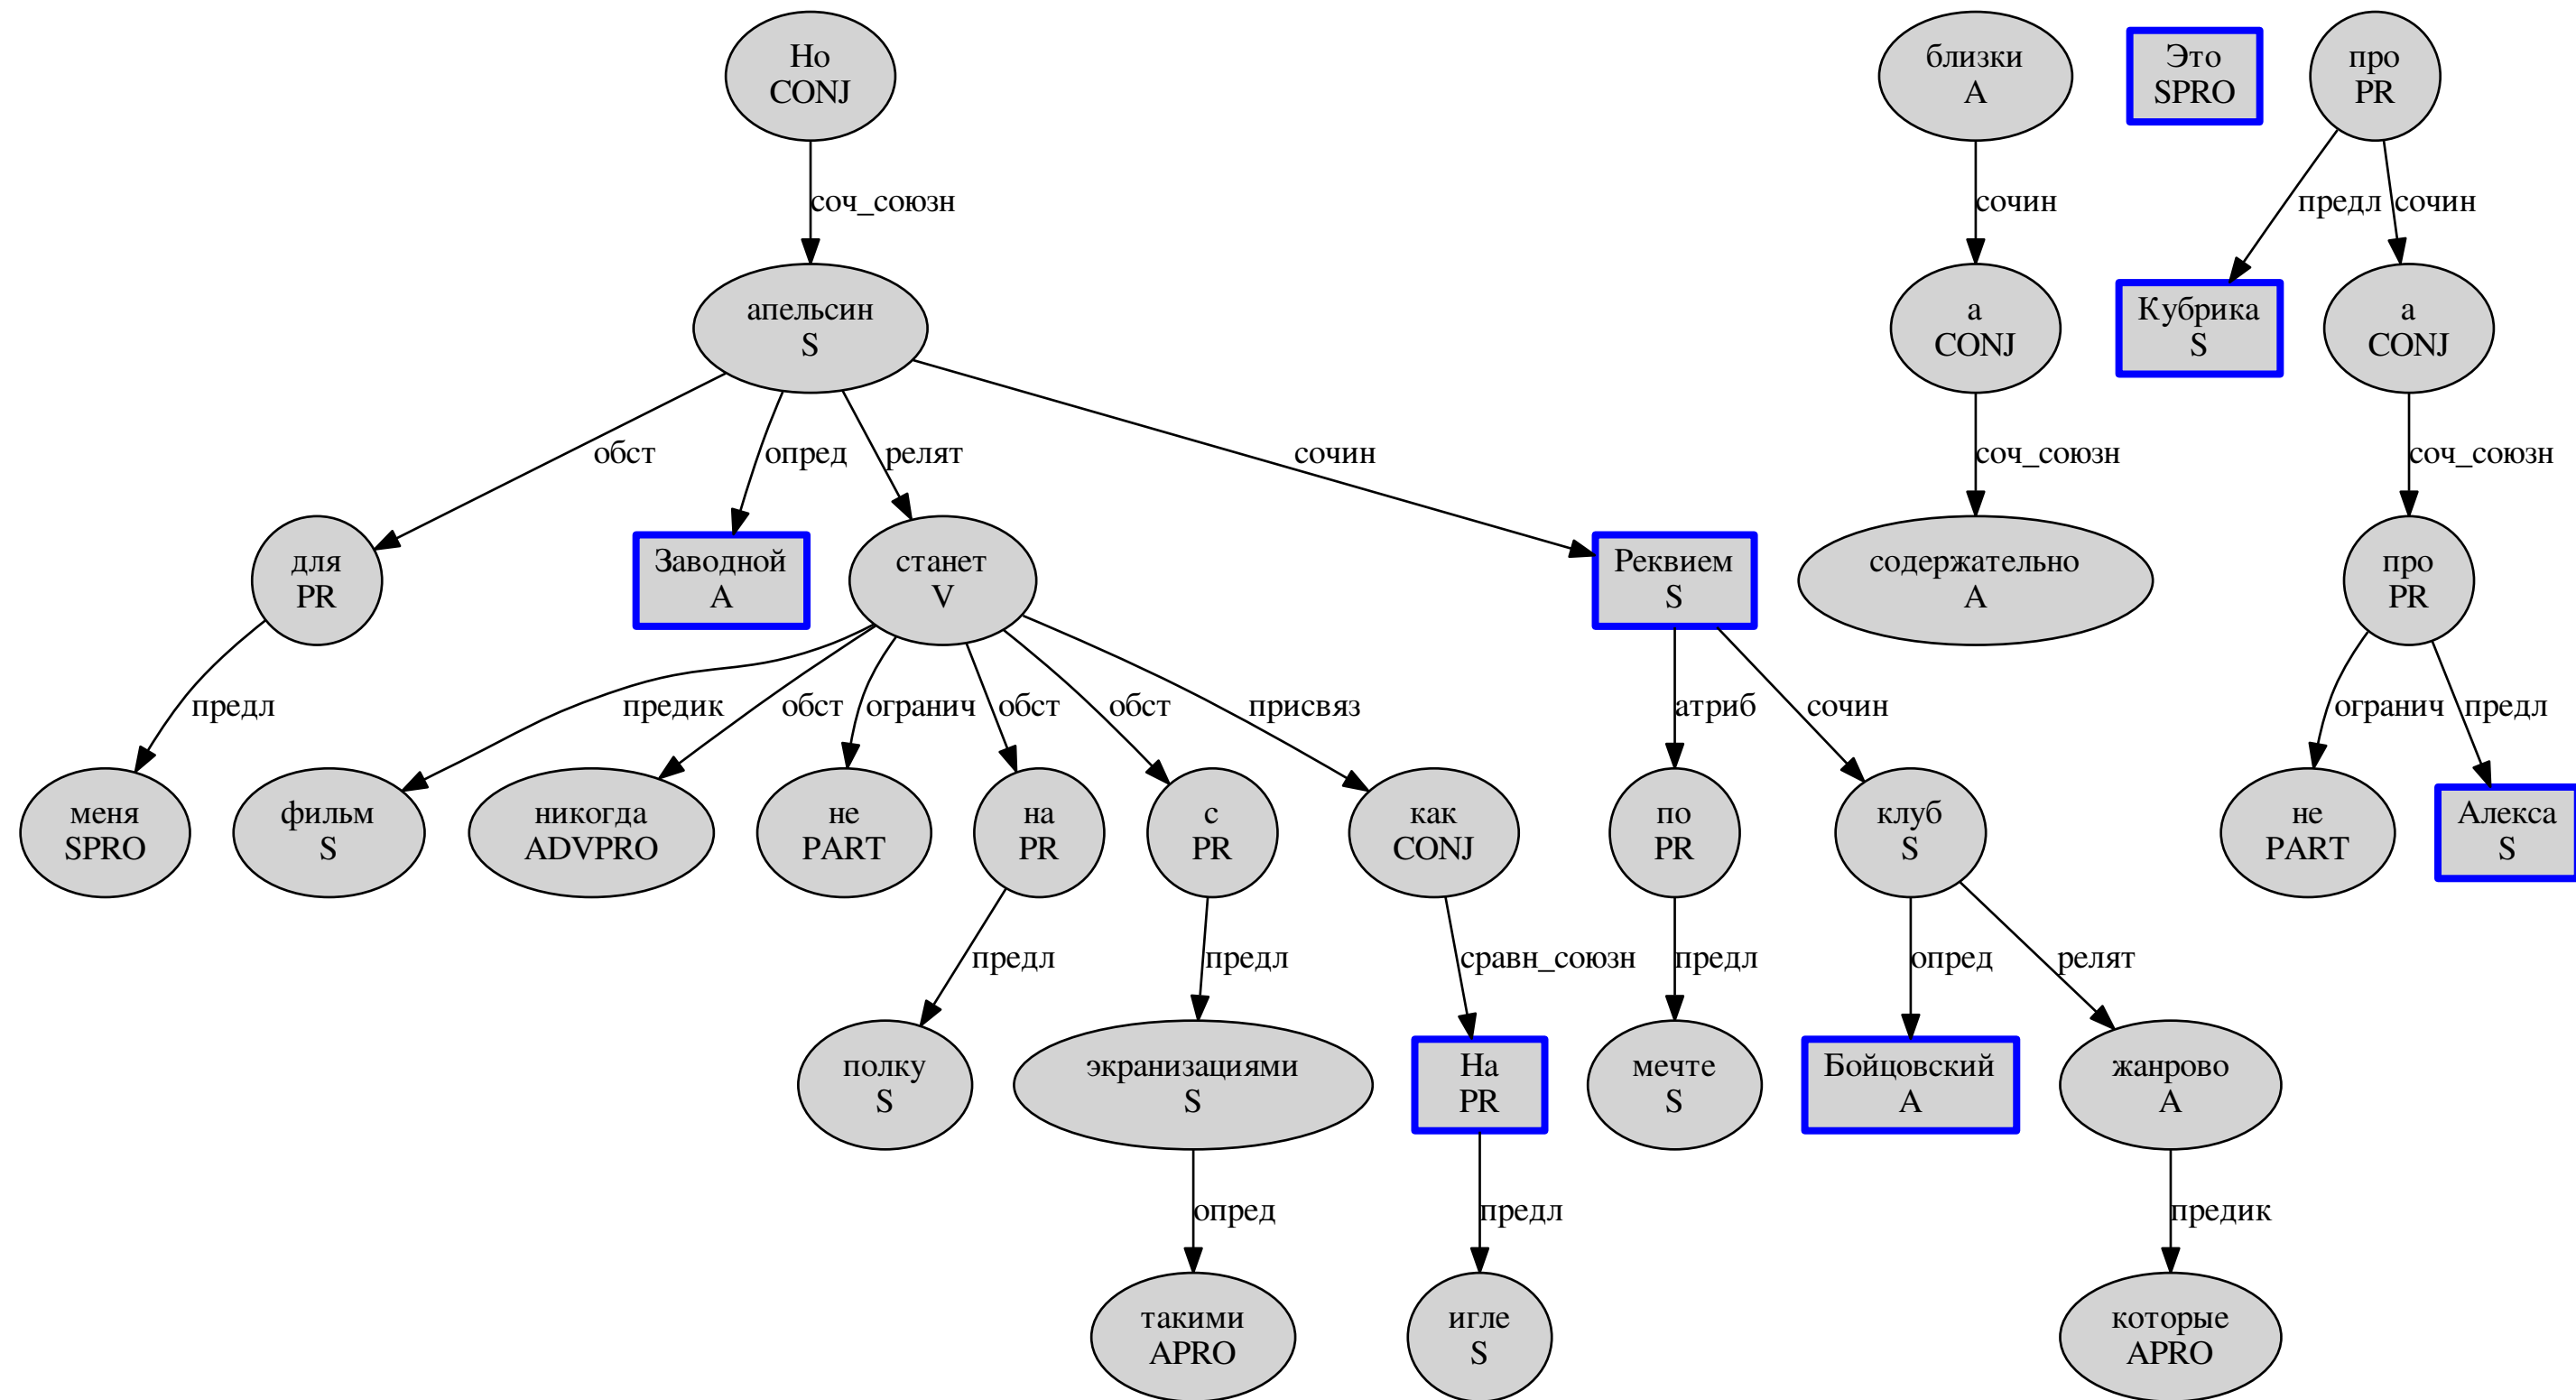 Но
CONJ
близки
A
Это
SPRO
про
PR
соч_союзн
сочин
предл
сочин
апельсин
S
а
CONJ
Кубрика
S
а
CONJ
обст
опред
релят
сочин
соч_союзн
соч_союзн
для
PR
Заводной
A
станет
V
Реквием
S
содержательно
A
про
PR
предл
предик
обст
огранич
обст
обст
присвяз
атриб
сочин
огранич
предл
меня
SPRO
фильм
S
никогда
ADVPRO
не
PART
на
PR
с
PR
как
CONJ
по
PR
клуб
S
не
PART
Алекса
S
предл
предл
сравн_союзн
предл
опред
релят
полку
S
экранизациями
S
На
PR
мечте
S
Бойцовский
A
жанрово
A
опред
предл
предик
такими
APRO
игле
S
которые
APRO